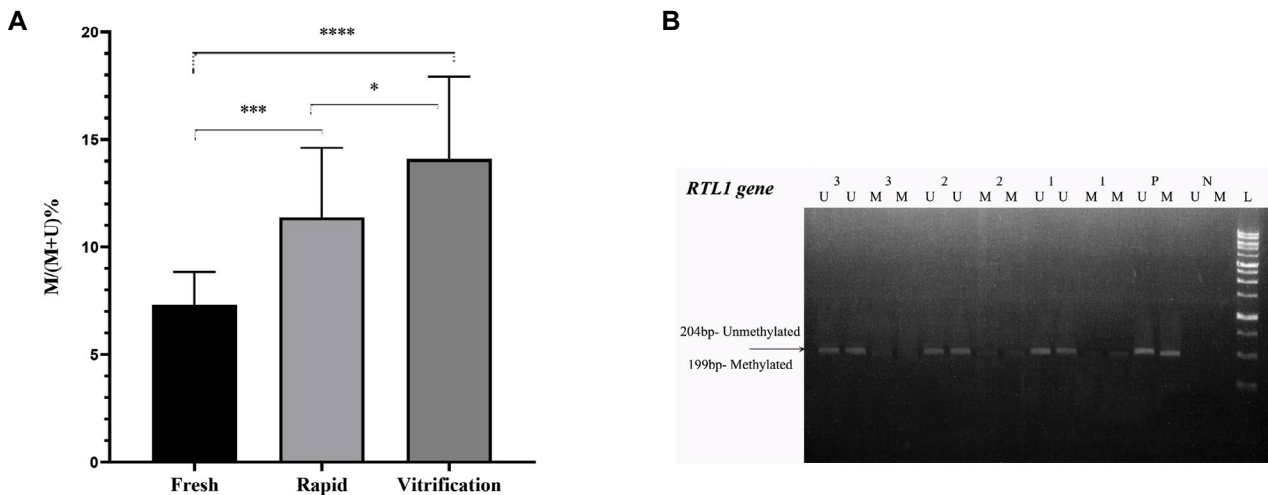 A
20
15
10
5
0
M/(M+U)%
****
***
*
Fresh Rapid Vitrification
B
RTL1 gene
3 3 2 2 1 1 P N
U U M M U U M M U U M M U M U M L
204bp- Unmethylated
199bp- Methylated